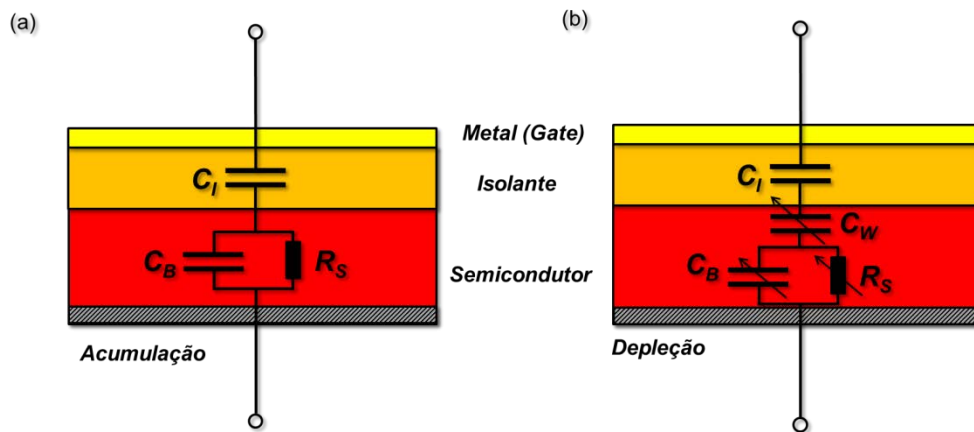 (a)
(b)
Metal (Gate)
C_I
Isolante
C_I
C_W
C_B
R_S
Semicondutor
C_B
R_S
Acumulação
Depleção